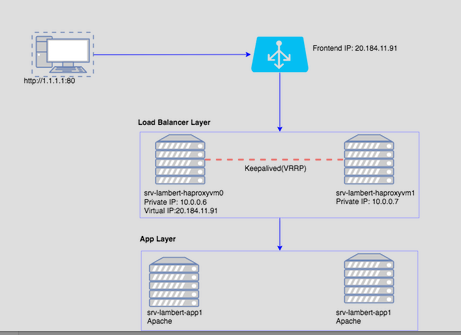 Frontend IP: 20.184.11.91
http://1.1.1.1:80
Load Balancer Layer
Keepalived(VRRP)
srv-lambert-haproxyvm0
Private IP: 10.0.0.6
Virtual IP:20.184.11.91
srv-lambert-haproxyvm1
Private IP: 10.0.0.7
App Layer
srv-lambert-app1
Apache
srv-lambert-app1
Apache